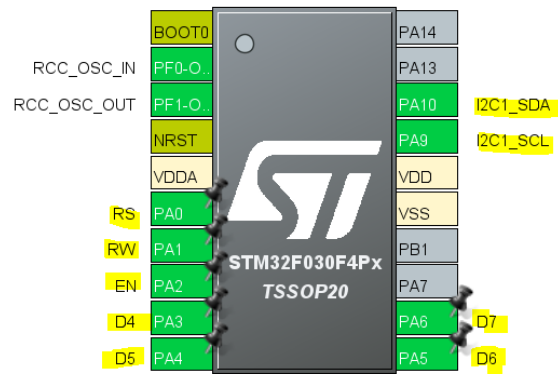 BOOT0 PA14
RCC_OSC_IN PF0-O.. PA13
RCC_OSC_OUT PF1-O.. PA10 I2C1_SDA
NRST PA9 I2C1_SCL
VDDA VDD
RS PA0 VSS
RW PA1 STM32F030F4Px PB1
EN PA2 TSSOP20 PA7
D4 PA3 PA6 D7
D5 PA4 PA5 D6